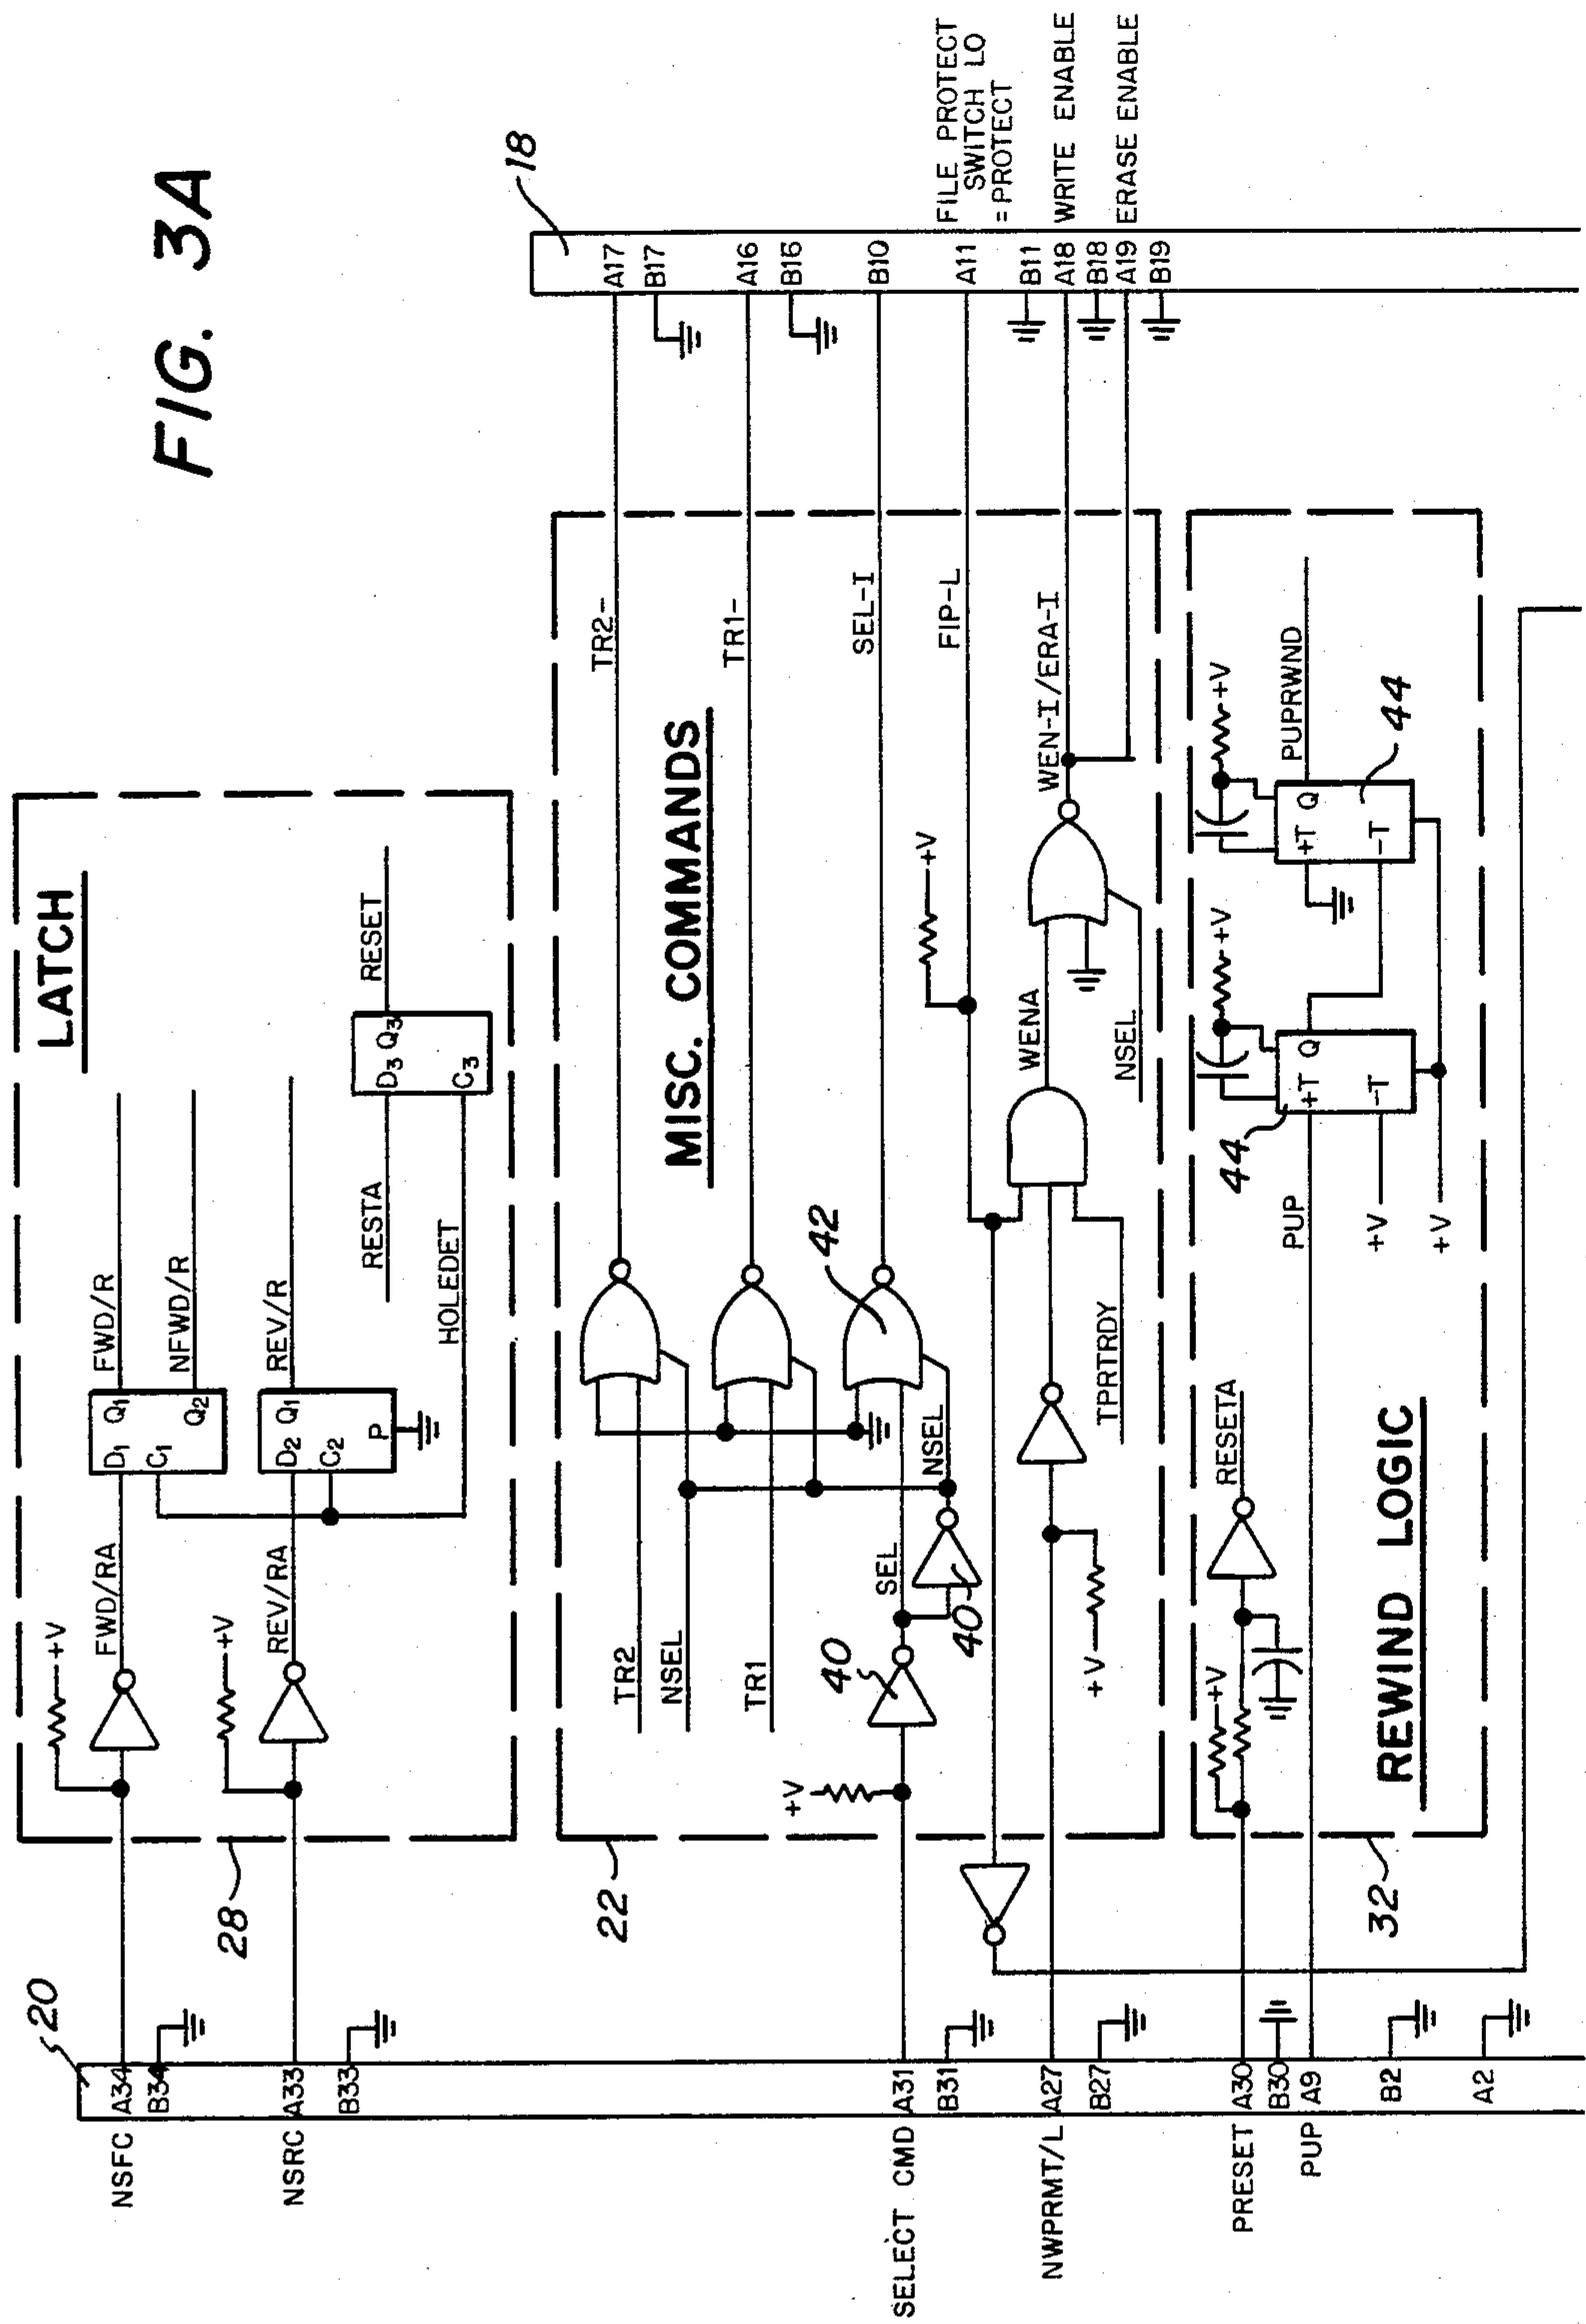 FIG. 3A
20
NSFC
A34
B34
NSRC
A33
B33
SELECT CMD
A31
B31
NWPRMT/L
A27
B27
PRESET
A30
B30
PUP
A9
B2
A2
LATCH
28
+V
FWD/RA
D1 Q1
C1
Q2
FWD/R
NFWD/R
+V
REV/RA
D2 Q1
C2
P
REV/R
RESTA
HOLEDET
D3 Q3
C3
RESET
MISC. COMMANDS
22
TR2
NSEL
TR1
+V
40
SEL
40
NSEL
42
TR2-
TR1-
SEL-I
FIP-L
+V
+V
TPRTRDY
WENA
NSEL
WEN-I/ERA-I
REWIND LOGIC
32
+V
RESETA
PUP
+V
+V
44
+T Q
-T
+V
+T Q
-T
+V
44
PUPRWND
18
A17
B17
A16
B16
B10
A11
B11
A18
B18
A19
B19
FILE PROTECT
SWITCH LO
= PROTECT
WRITE ENABLE
ERASE ENABLE